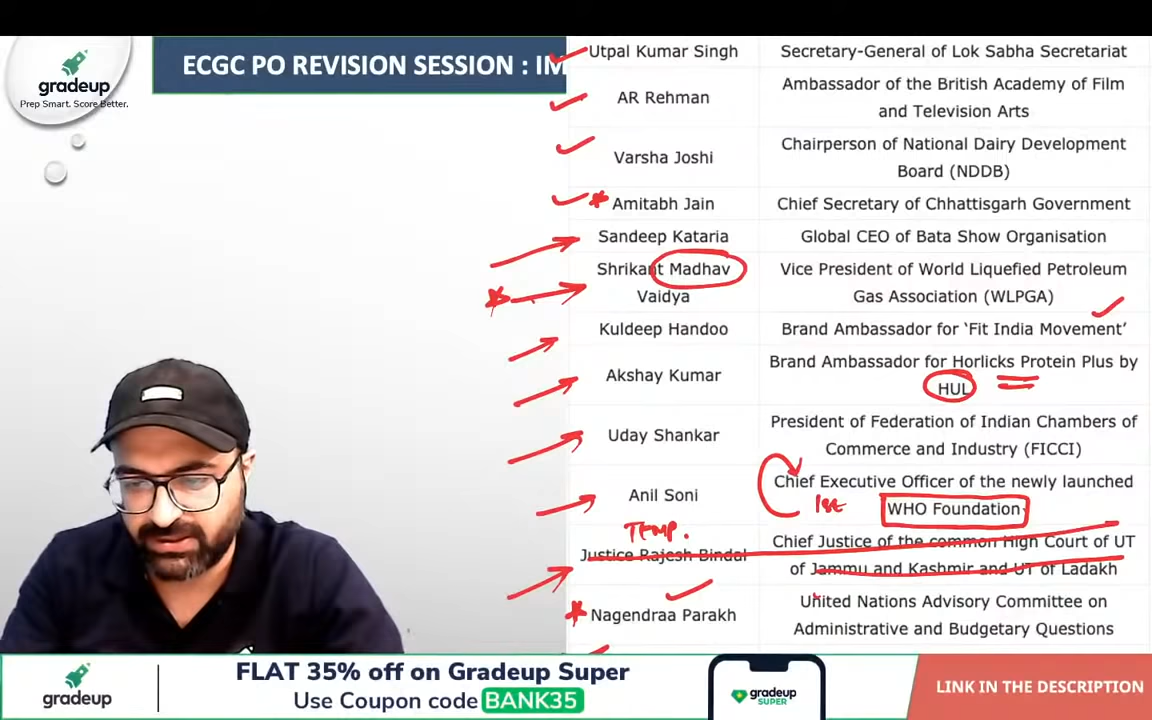 gradeup
Prep Smart. Score Better.
ECGC PO REVISION SESSION : IM
Utpal Kumar Singh
Secretary-General of Lok Sabha Secretariat
AR Rehman
Ambassador of the British Academy of Film
and Television Arts
Varsha Joshi
Chairperson of National Dairy Development
Board (NDDB)
Amitabh Jain
Chief Secretary of Chhattisgarh Government
Sandeep Kataria
Global CEO of Bata Show Organisation
Shrikant Madhav
Vaidya
Vice President of World Liquefied Petroleum
Gas Association (WLPGA)
Kuldeep Handoo
Brand Ambassador for ‘Fit India Movement’
Akshay Kumar
Brand Ambassador for Horlicks Protein Plus by
HUL
Uday Shankar
President of Federation of Indian Chambers of
Commerce and Industry (FICCI)
Anil Soni
Chief Executive Officer of the newly launched
1st WHO Foundation
TEMP.
Justice Rajesh Bindal
Chief Justice of the common High Court of UT
of Jammu and Kashmir and UT of Ladakh
Nagendraa Parakh
United Nations Advisory Committee on
Administrative and Budgetary Questions
gradeup
FLAT 35% off on Gradeup Super
Use Coupon code BANK35
gradeup
SUPER
LINK IN THE DESCRIPTION